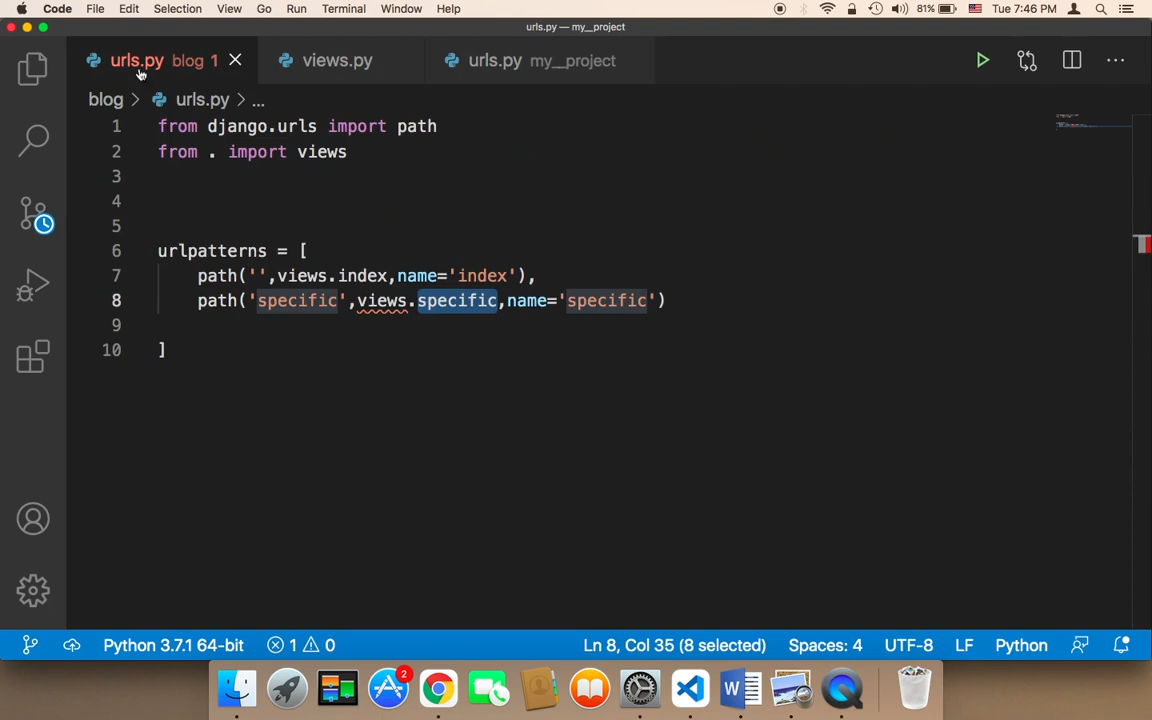 Code File Edit Selection View Go Run Terminal Window Help 81% Tue 7:46 PM
urls.py — my__project
urls.py blog 1 views.py urls.py my__project
blog > urls.py > ...
1 from django.urls import path
2 from . import views
3
4
5
6 urlpatterns = [
7 path('',views.index,name='index'),
8 path('specific',views.specific,name='specific')
9
10 ]
Python 3.7.1 64-bit 1 0 Ln 8, Col 35 (8 selected) Spaces: 4 UTF-8 LF Python
2
W